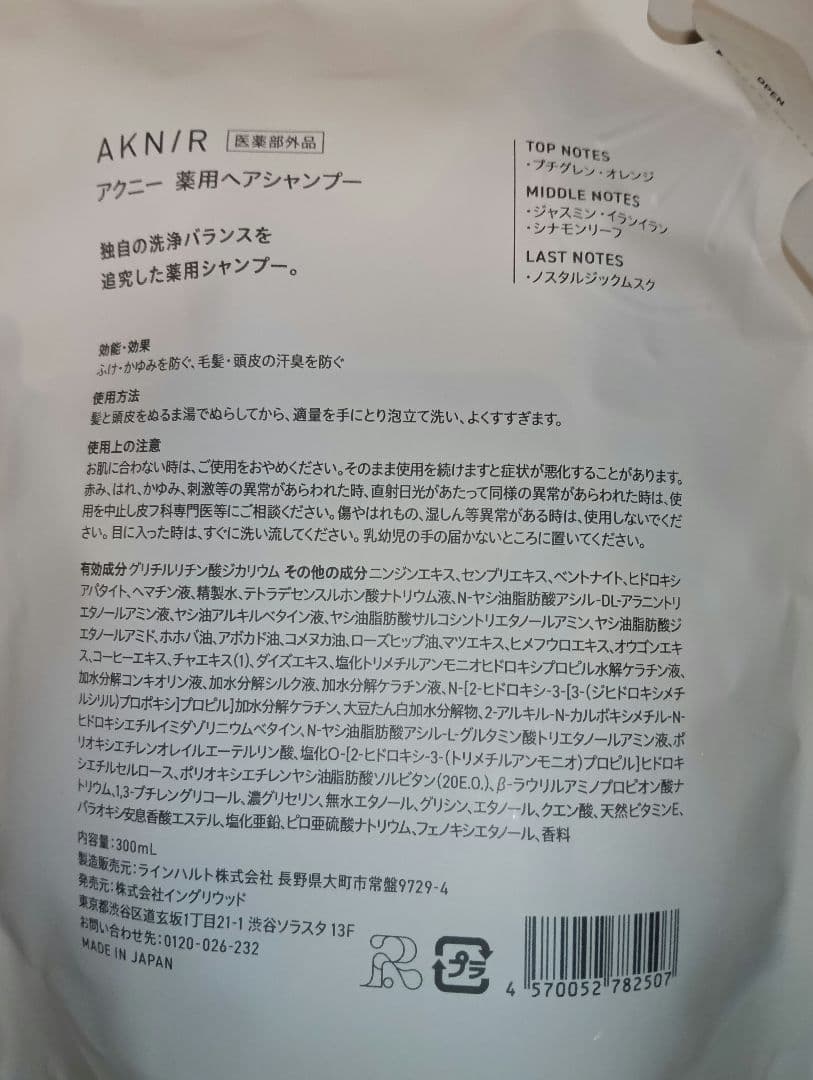 OPEN
AKN/R 医薬部外品
アクニー 薬用ヘアシャンプー
独自の洗浄バランスを
追究した薬用シャンプー。
TOP NOTES
・プチグレン・オレンジ
MIDDLE NOTES
・ジャスミン・イランイラン
・シナモンリーフ
LAST NOTES
・ノスタルジックムスク
効能・効果
ふけ・かゆみを防ぐ、毛髪・頭皮の汗臭を防ぐ
使用方法
髪と頭皮をぬるま湯でぬらしてから、適量を手にとり泡立て洗い、よくすすぎます。
使用上の注意
お肌に合わない時は、ご使用をおやめください。そのまま使用を続けますと症状が悪化することがあります。
赤み、はれ、かゆみ、刺激等の異常があらわれた時、直射日光があたって同様の異常があらわれた時は、使
用を中止し皮フ科専門医等にご相談ください。傷やはれもの、湿しん等異常がある時は、使用しないでくだ
さい。目に入った時は、すぐに洗い流してください。乳幼児の手の届かないところに置いてください。
有効成分 グリチルリチン酸ジカリウム その他の成分 ニンジンエキス、センブリエキス、ベントナイト、ヒドロキシ
アパタイト、ヘマチン液、精製水、テトラデセンスルホン酸ナトリウム液、N-ヤシ油脂肪酸アシル-DL-アラニントリ
エタノールアミン液、ヤシ油アルキルベタイン液、ヤシ油脂肪酸サルコシントリエタノールアミン、ヤシ油脂肪酸ジ
エタノールアミド、ホホバ油、アボカド油、コメヌカ油、ローズヒップ油、マツエキス、ヒメフウロエキス、オウゴンエキ
ス、コーヒーエキス、チャエキス(1)、ダイズエキス、塩化トリメチルアンモニオヒドロキシプロピル水解ケラチン液、
加水分解コンキオリン液、加水分解シルク液、加水分解ケラチン液、N-[2-ヒドロキシ-3-[3-(ジヒドロキシメチ
ルシリル)プロポキシ]プロピル]加水分解ケラチン、大豆たん白加水分解物、2-アルキル-N-カルボキシメチル-N-
ヒドロキシエチルイミダゾリニウムベタイン、N-ヤシ油脂肪酸アシル-L-グルタミン酸トリエタノールアミン液、ポ
リオキシエチレンオレイルエーテルリン酸、塩化O-[2-ヒドロキシ-3-(トリメチルアンモニオ)プロピル]ヒドロキ
シエチルセルロース、ポリオキシエチレンヤシ油脂肪酸ソルビタン(20E.O.)、β-ラウリルアミノプロピオン酸ナ
トリウム、1,3-ブチレングリコール、濃グリセリン、無水エタノール、グリシン、エタノール、クエン酸、天然ビタミンE、
パラオキシ安息香酸エステル、塩化亜鉛、ピロ亜硫酸ナトリウム、フェノキシエタノール、香料
内容量:300mL
製造販売元:ラインハルト株式会社 長野県大町市常盤9729-4
発売元:株式会社イングリウッド
東京都渋谷区道玄坂1丁目21-1 渋谷ソラスタ 13F
お問い合わせ先:0120-026-232
MADE IN JAPAN
R
プラ
4 570052 782507